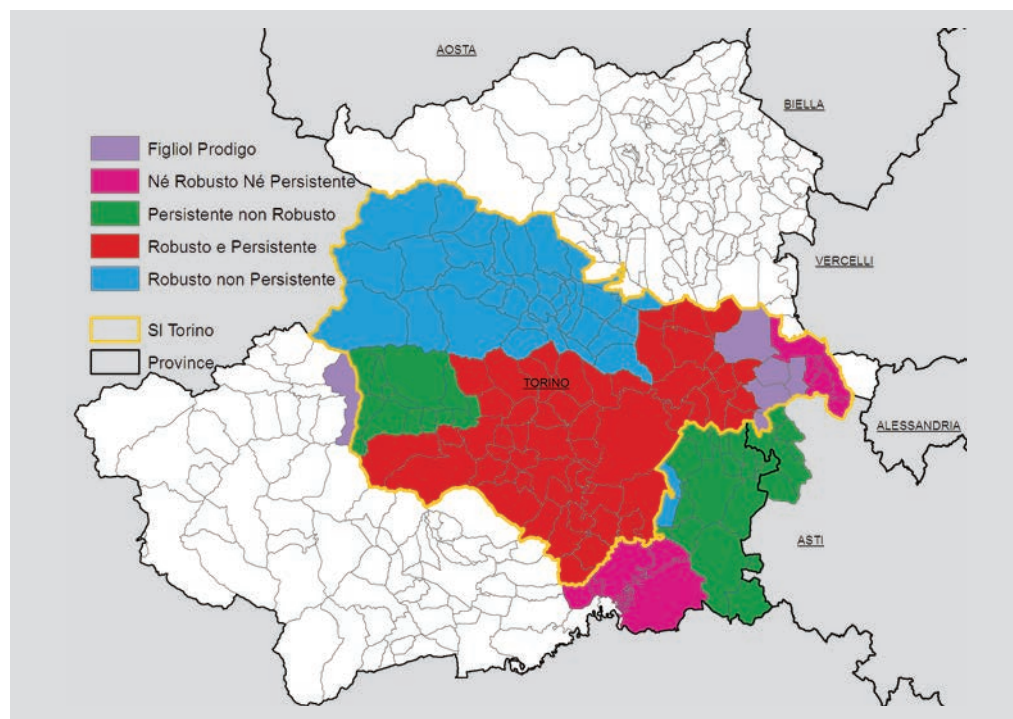 AOSTA
BIELLA
Figliol Prodigo
Né Robusto Né Persistente
Persistente non Robusto
Robusto e Persistente
Robusto non Persistente
VERCELLI
SI Torino
Province
TORINO
ALESSANDRIA
ASTI